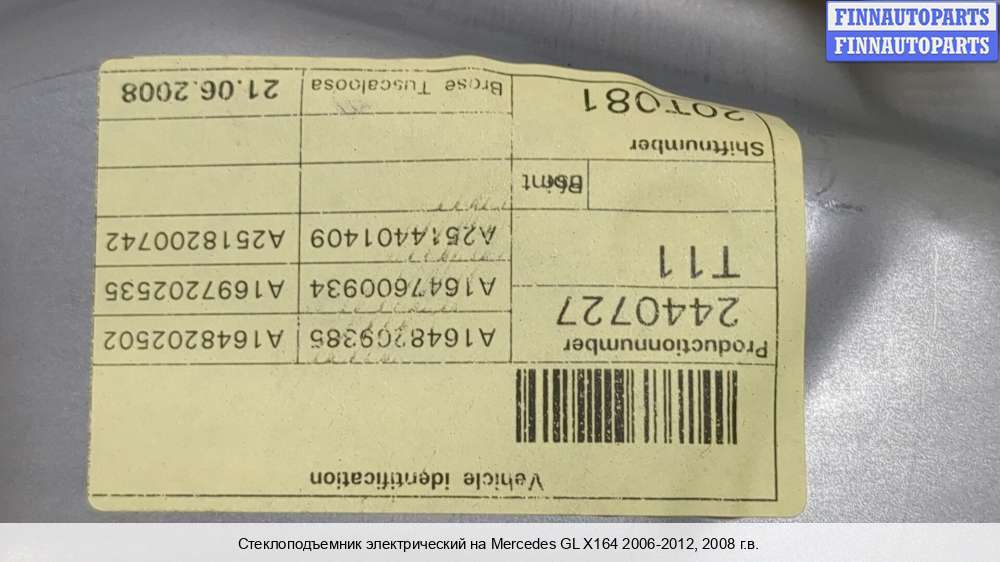 FINNAUTOPARTS
FINNAUTOPARTS
Vehicle identification
Productionnumber
2440727
T11
A1648209385 A1648202502
A1647600934 A1697202535
A2514401409 A2518200742
Shiftnumber
20T081
Brose Tuscaloosa 21.06.2008
Стеклоподъемник электрический на Mercedes GL X164 2006-2012, 2008 г.в.